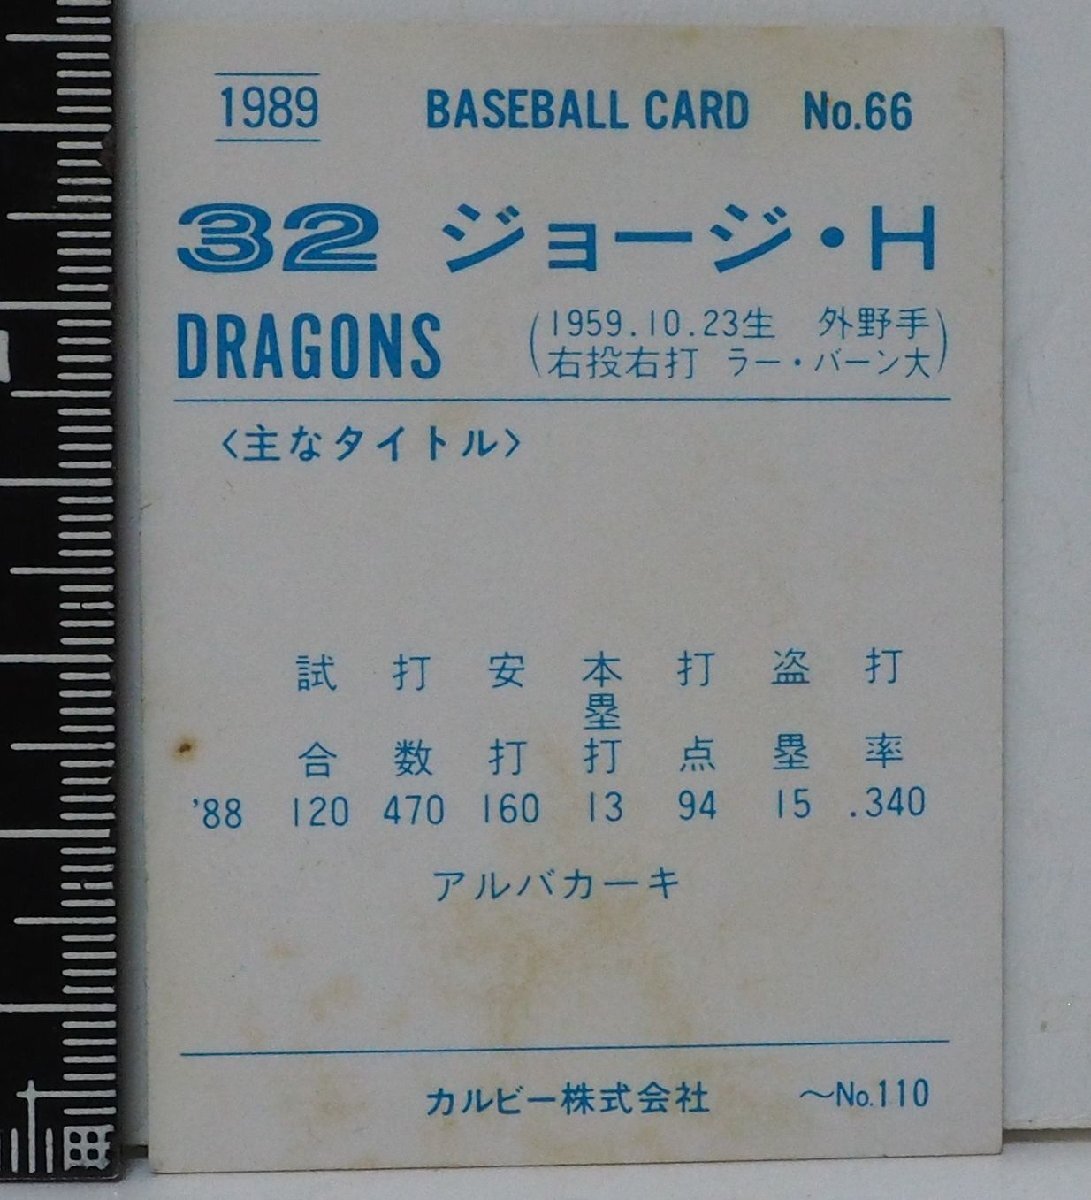 1989 BASEBALL CARD No.66
32 ジョージ・H
DRAGONS
(1959.10.23生 外野手
右投右打 ラー・バーン大)
〈主なタイトル〉
試合 打数 安打 本塁打 打点 盗塁 打率
'88 120 470 160 13 94 15 .340
アルバカーキ
カルビー株式会社 〜No.110